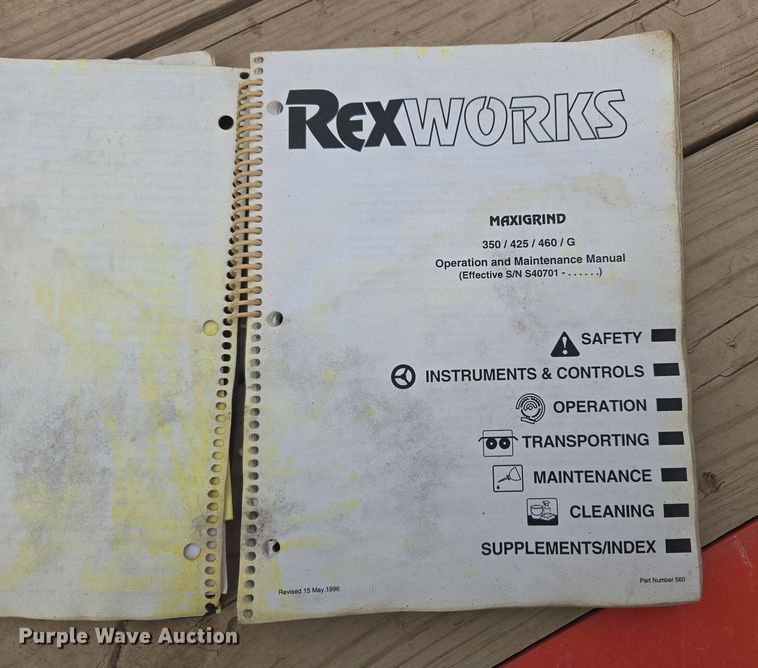 REXWORKS
MAXIGRIND
350 / 425 / 460 / G
Operation and Maintenance Manual
(Effective S/N S40701 - . . . . . .)
SAFETY
INSTRUMENTS & CONTROLS
OPERATION
TRANSPORTING
MAINTENANCE
CLEANING
SUPPLEMENTS/INDEX
Revised 15 May.1996
Part Number 560
Purple Wave Auction